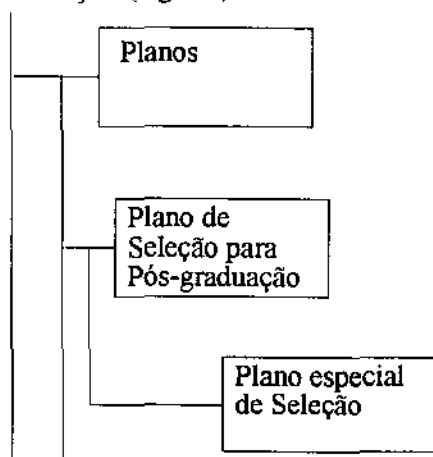 Planos
Plano de
Seleção para
Pós-graduação
Plano especial
de Seleção